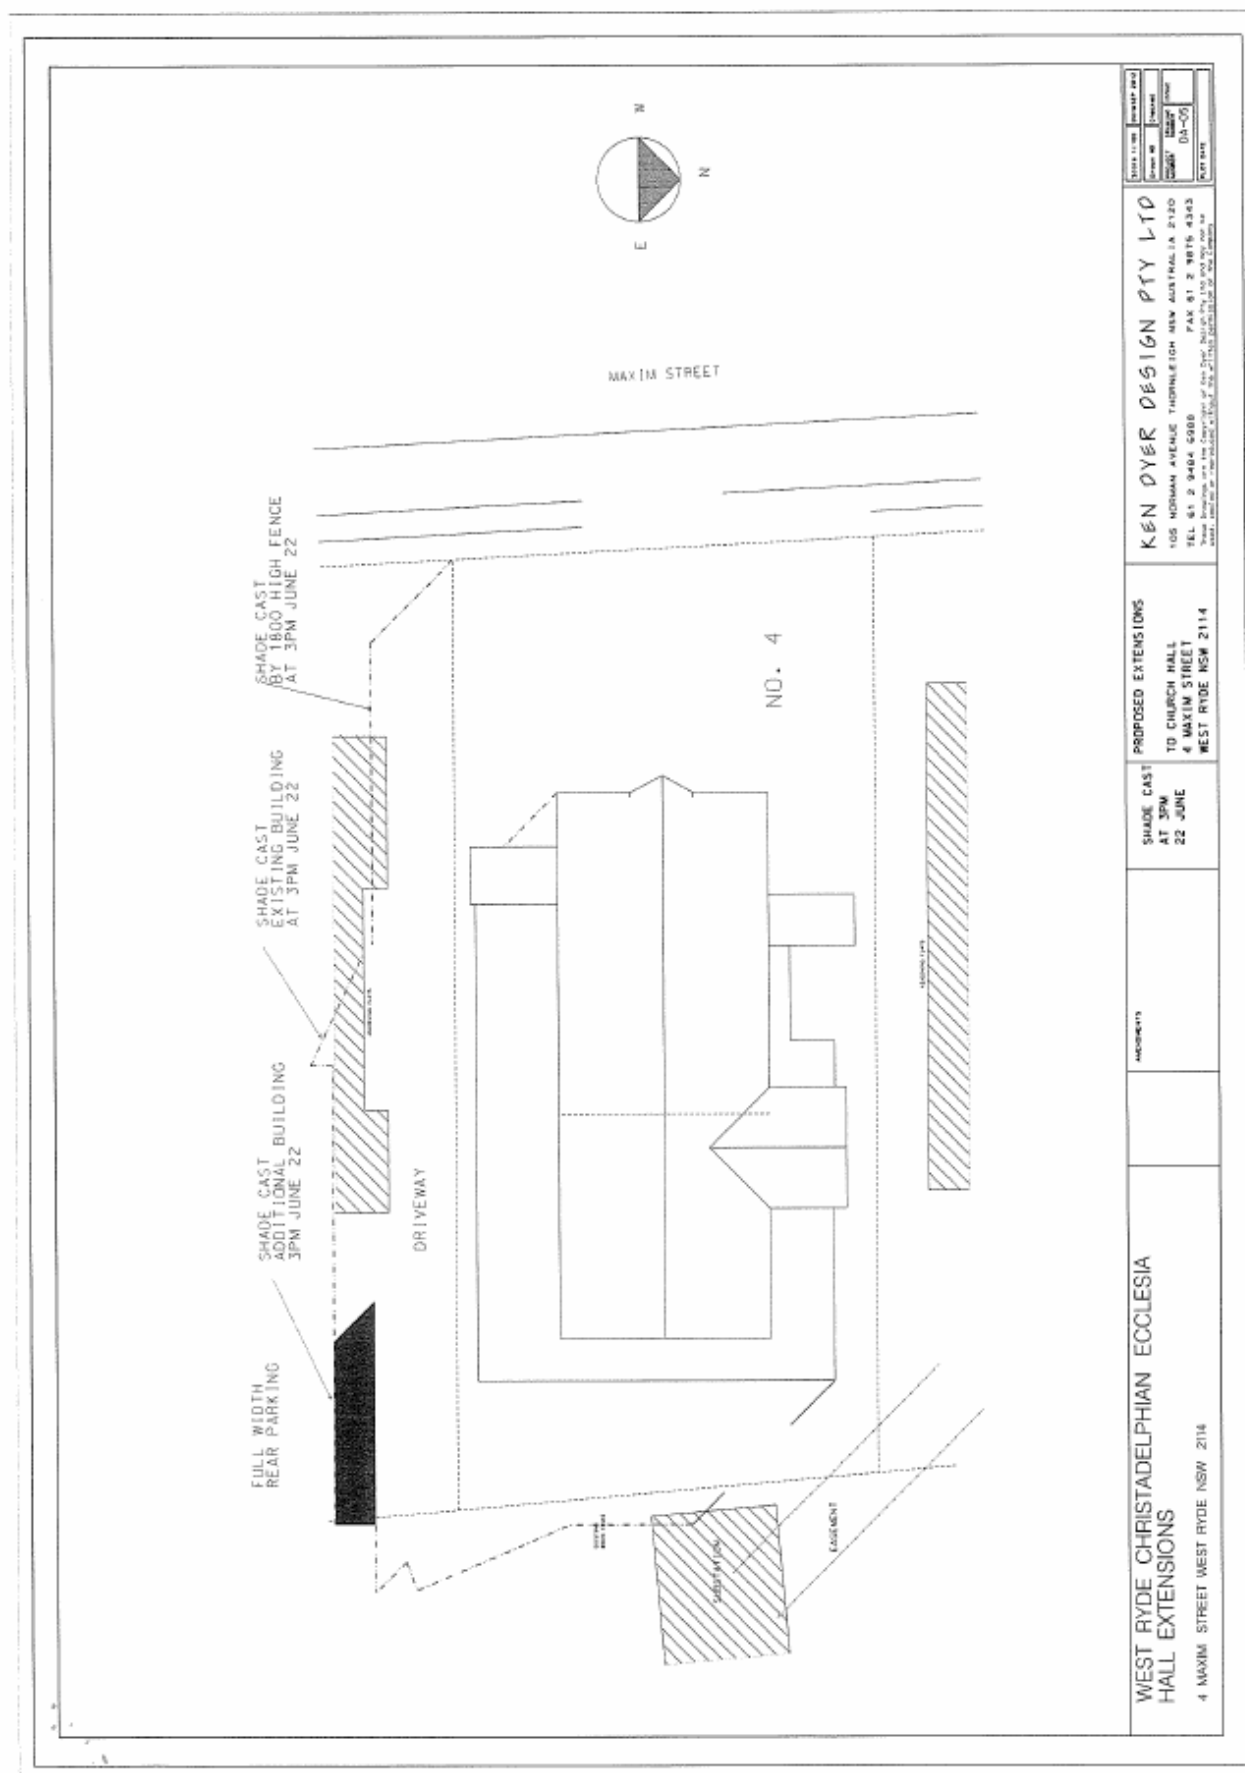 W
N
E
MAXIM STREET
SHADE CAST
BY 1800 HIGH FENCE
AT 3PM JUNE 22
SHADE CAST
EXISTING BUILDING
AT 3PM JUNE 22
SHADE CAST
ADDITIONAL BUILDING
3PM JUNE 22
FULL WIDTH
REAR PARKING
DRIVEWAY
NO. 4
SUBSTATION
EASEMENT
WEST RYDE CHRISTADELPHIAN ECCLESIA
HALL EXTENSIONS
4 MAXIM STREET WEST RYDE NSW 2114
AMENDMENTS
SHADE CAST
AT 3PM
22 JUNE
PROPOSED EXTENSIONS
TO CHURCH HALL
4 MAXIM STREET
WEST RYDE NSW 2114
KEN DYER DESIGN PTY LTD
105 NORMAN AVENUE THORNLEIGH NSW AUSTRALIA 2120
TEL 61 2 9484 6988 FAX 61 2 9875 4343
DA-05
PLOT DATE